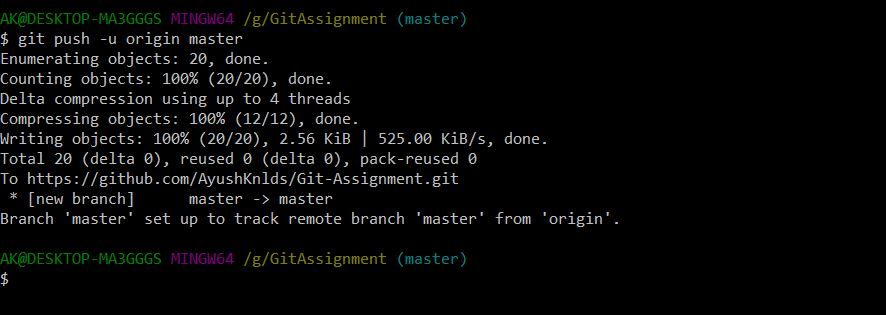 AK@DESKTOP-MA3GGGS MINGW64 /g/GitAssignment (master)
$ git push -u origin master
Enumerating objects: 20, done.
Counting objects: 100% (20/20), done.
Delta compression using up to 4 threads
Compressing objects: 100% (12/12), done.
Writing objects: 100% (20/20), 2.56 KiB | 525.00 KiB/s, done.
Total 20 (delta 0), reused 0 (delta 0), pack-reused 0
To https://github.com/AyushKnlds/Git-Assignment.git
 * [new branch]      master -> master
Branch 'master' set up to track remote branch 'master' from 'origin'.
AK@DESKTOP-MA3GGGS MINGW64 /g/GitAssignment (master)
$